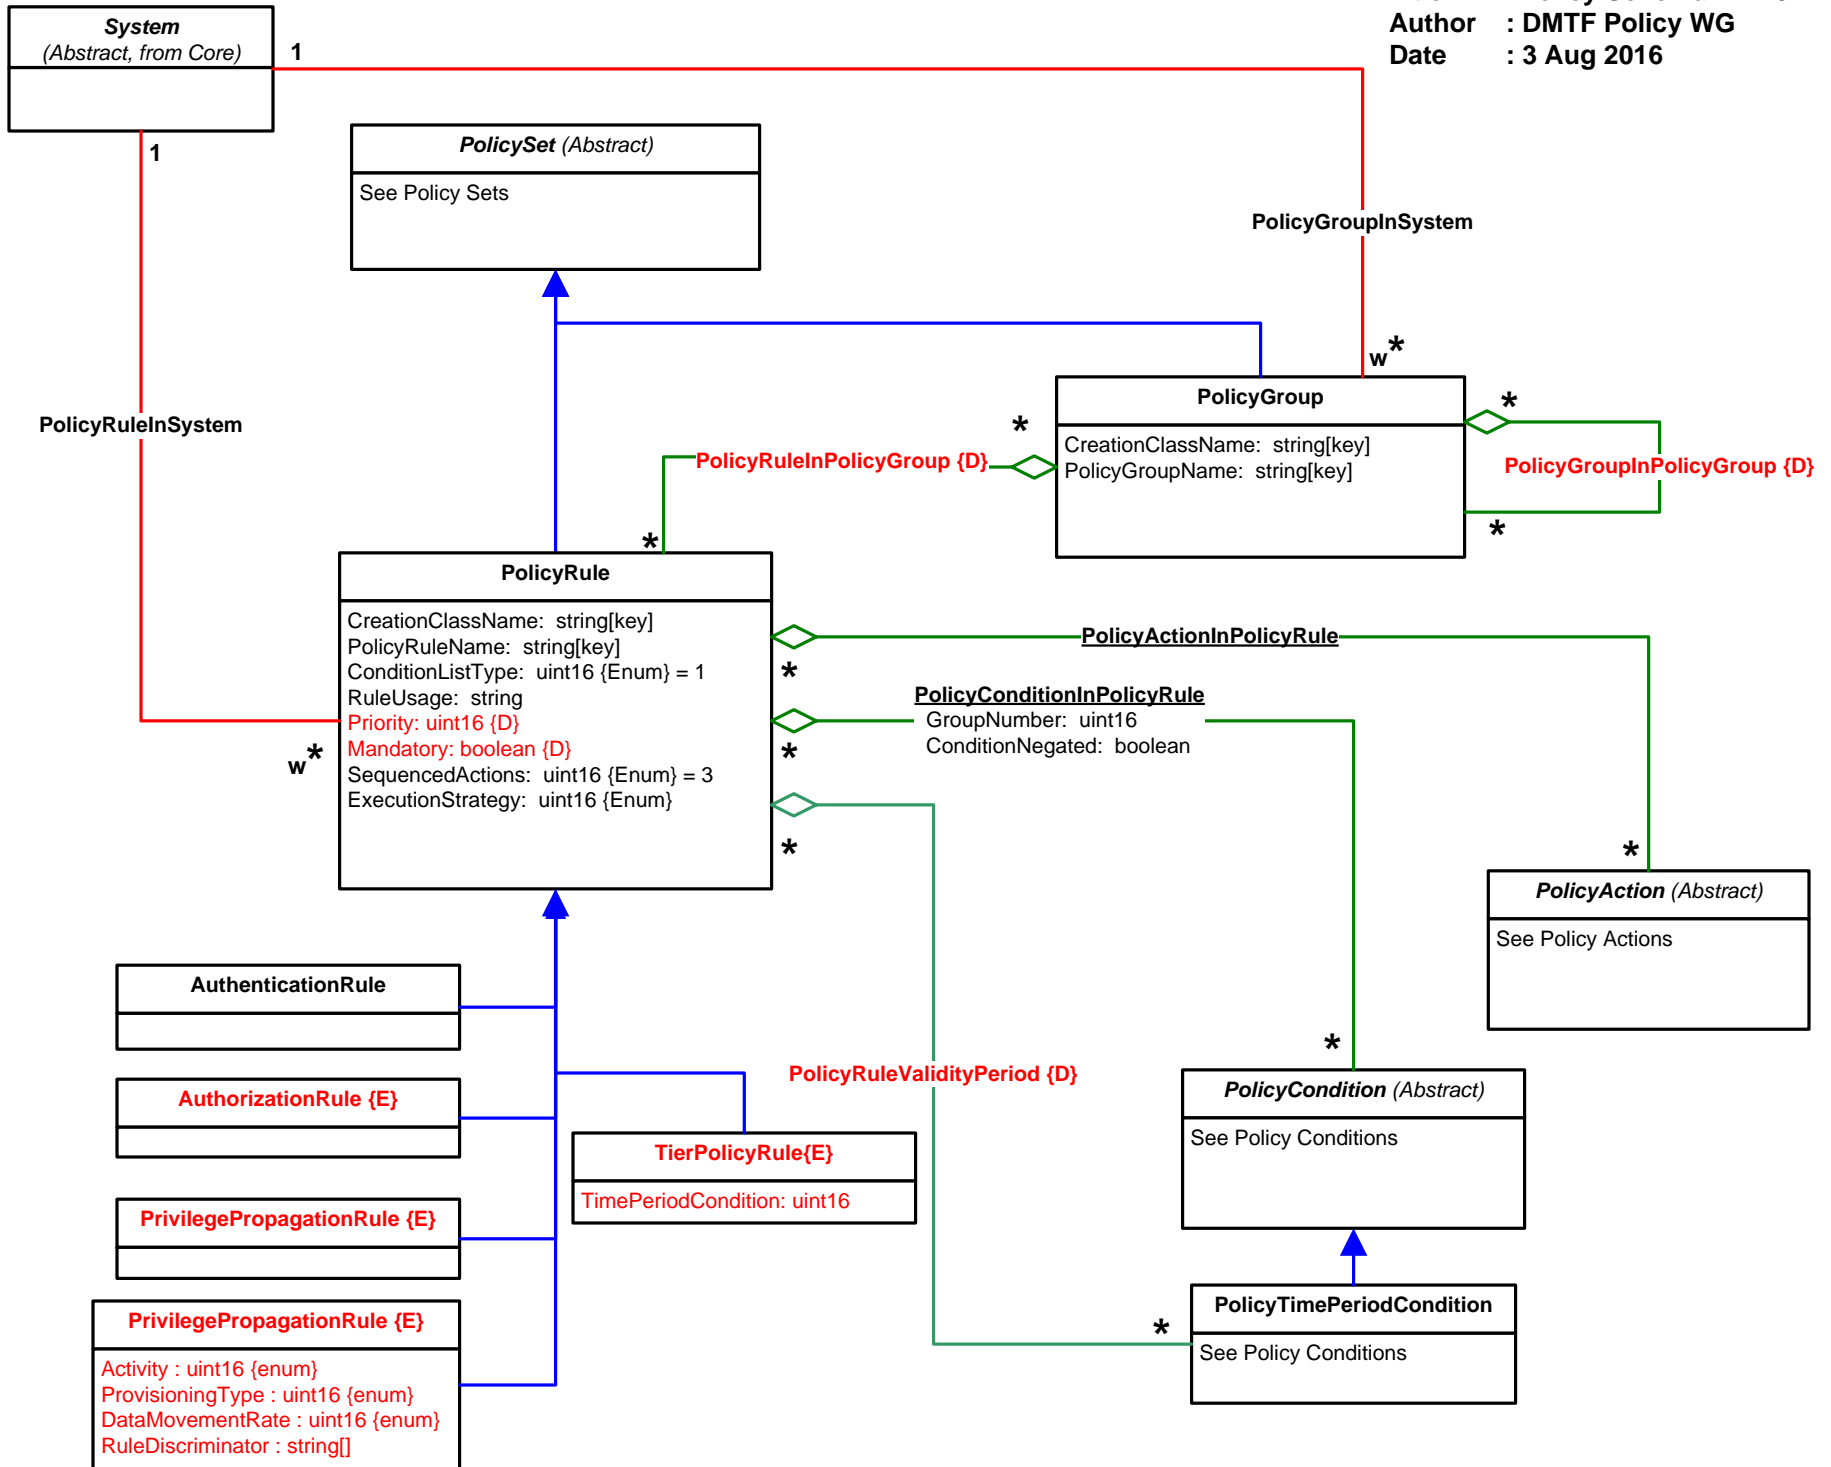 Author : DMTF Policy WG
Date : 3 Aug 2016
System
(Abstract, from Core)
1
1
PolicySet (Abstract)
See Policy Sets
PolicyGroupInSystem
w*
PolicyRuleInSystem
PolicyGroup
CreationClassName: string[key]
PolicyGroupName: string[key]
*
*
PolicyGroupInPolicyGroup {D}
*
PolicyRuleInPolicyGroup {D}
*
PolicyRule
CreationClassName: string[key]
PolicyRuleName: string[key]
ConditionListType: uint16 {Enum} = 1
RuleUsage: string
Priority: uint16 {D}
Mandatory: boolean {D}
SequencedActions: uint16 {Enum} = 3
ExecutionStrategy: uint16 {Enum}
w*
PolicyActionInPolicyRule
*
PolicyConditionInPolicyRule
GroupNumber: uint16
ConditionNegated: boolean
*
*
*
PolicyAction (Abstract)
See Policy Actions
AuthenticationRule
AuthorizationRule {E}
PolicyRuleValidityPeriod {D}
*
PolicyCondition (Abstract)
See Policy Conditions
TierPolicyRule{E}
TimePeriodCondition: uint16
PrivilegePropagationRule {E}
PrivilegePropagationRule {E}
Activity : uint16 {enum}
ProvisioningType : uint16 {enum}
DataMovementRate : uint16 {enum}
RuleDiscriminator : string[]
*
PolicyTimePeriodCondition
See Policy Conditions